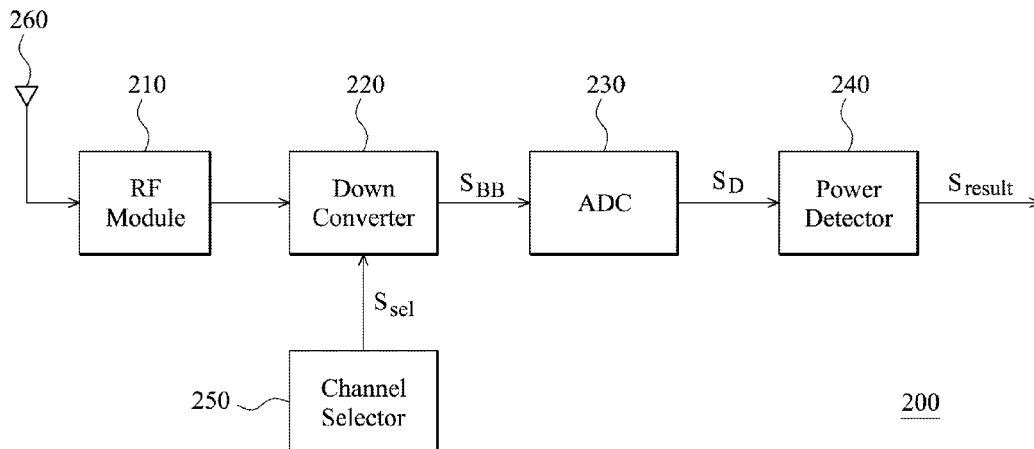 260
210
220
230
240
RF
Module
Down
Converter
S_BB
ADC
S_D
Power
Detector
S_result
S_sel
250
Channel
Selector
200